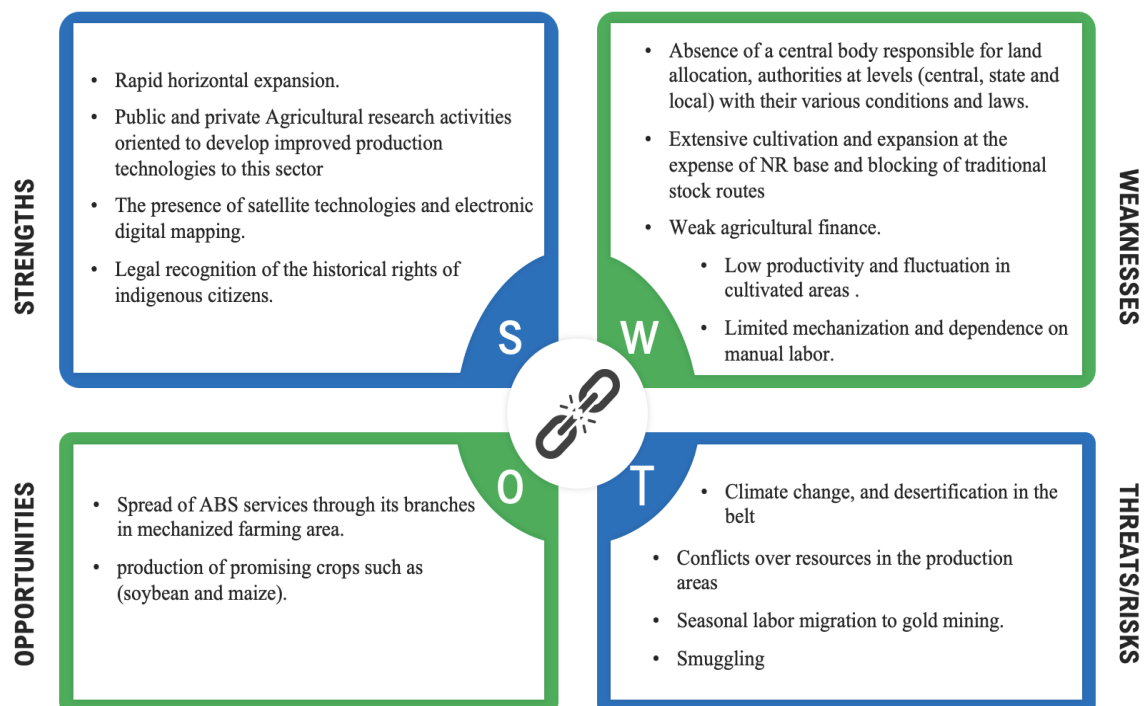 STRENGTHS
• Rapid horizontal expansion.
• Public and private Agricultural research activities
oriented to develop improved production
technologies to this sector
• The presence of satellite technologies and electronic
digital mapping.
• Legal recognition of the historical rights of
indigenous citizens.
S
WEAKNESSES
• Absence of a central body responsible for land
allocation, authorities at levels (central, state and
local) with their various conditions and laws.
• Extensive cultivation and expansion at the
expense of NR base and blocking of traditional
stock routes
• Weak agricultural finance.
• Low productivity and fluctuation in
cultivated areas .
• Limited mechanization and dependence on
manual labor.
W
OPPORTUNITIES
• Spread of ABS services through its branches
in mechanized farming area.
• production of promising crops such as
(soybean and maize).
O
THREATS/RISKS
• Climate change, and desertification in the
belt
• Conflicts over resources in the production
areas
• Seasonal labor migration to gold mining.
• Smuggling
T